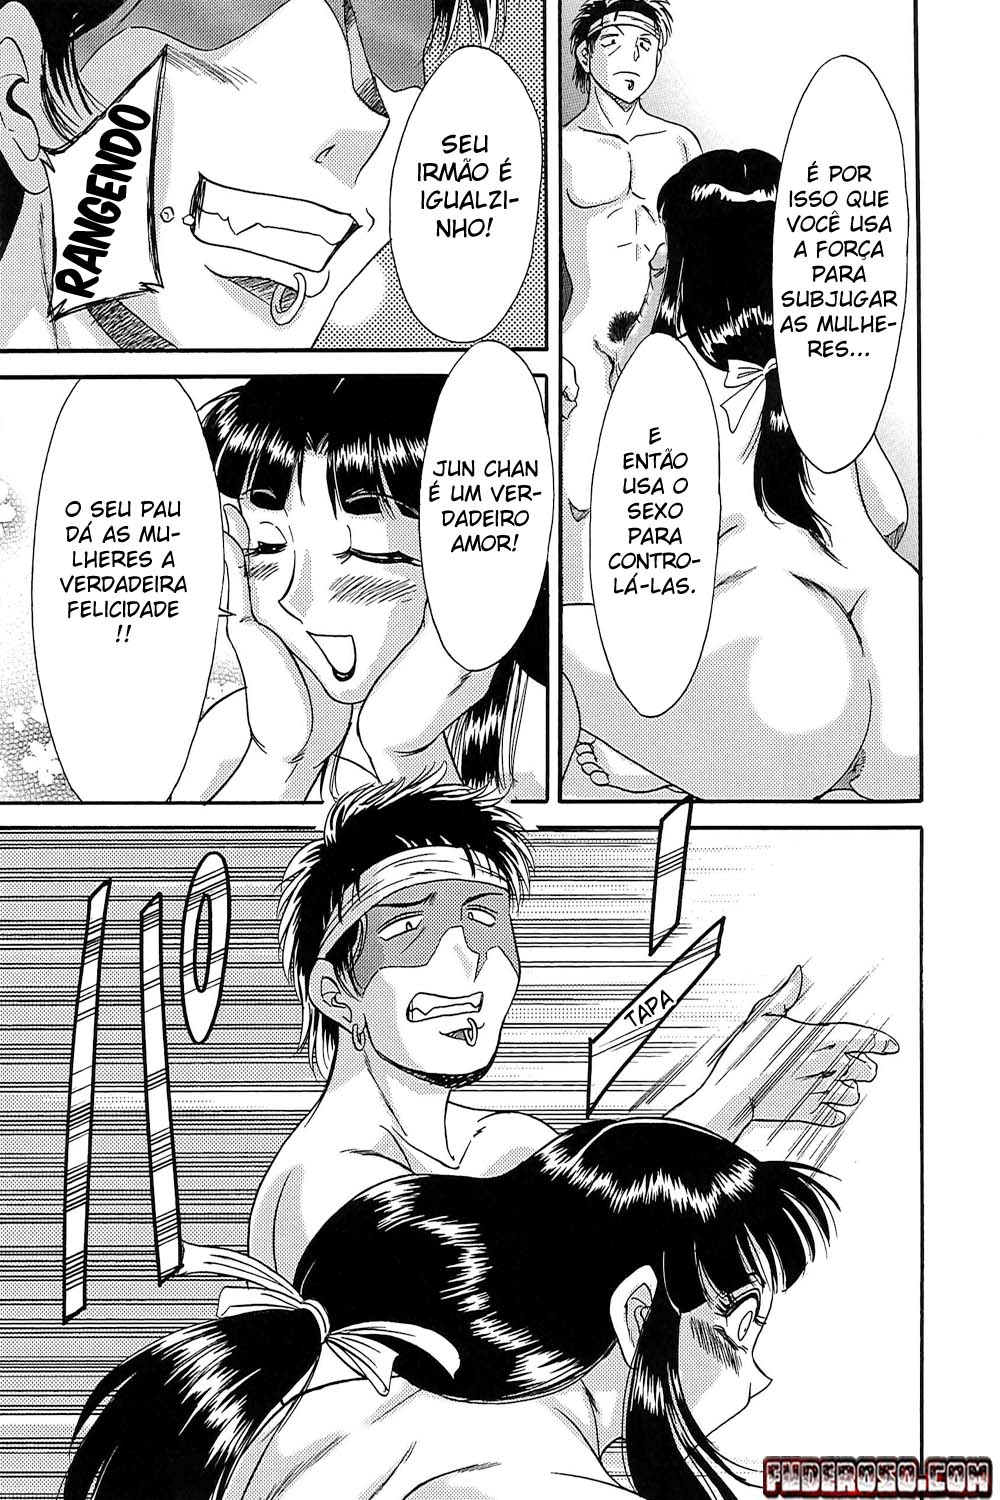 É POR
ISSO QUE
VOCÊ USA
A FORÇA
PARA
SUBJUGAR
AS MULHE-
RES...
E
ENTÃO
USA O
SEXO
PARA
CONTRO-
LÁ-LAS.
SEU
IRMÃO É
IGUALZI-
NHO!
RANGENDO
JUN CHAN
É UM VER-
DADEIRO
AMOR!
O SEU PAU
DÁ AS MU-
LHERES A
VERDADEIRA
FELICIDADE
!!
TAPA
FUDEROSO.COM